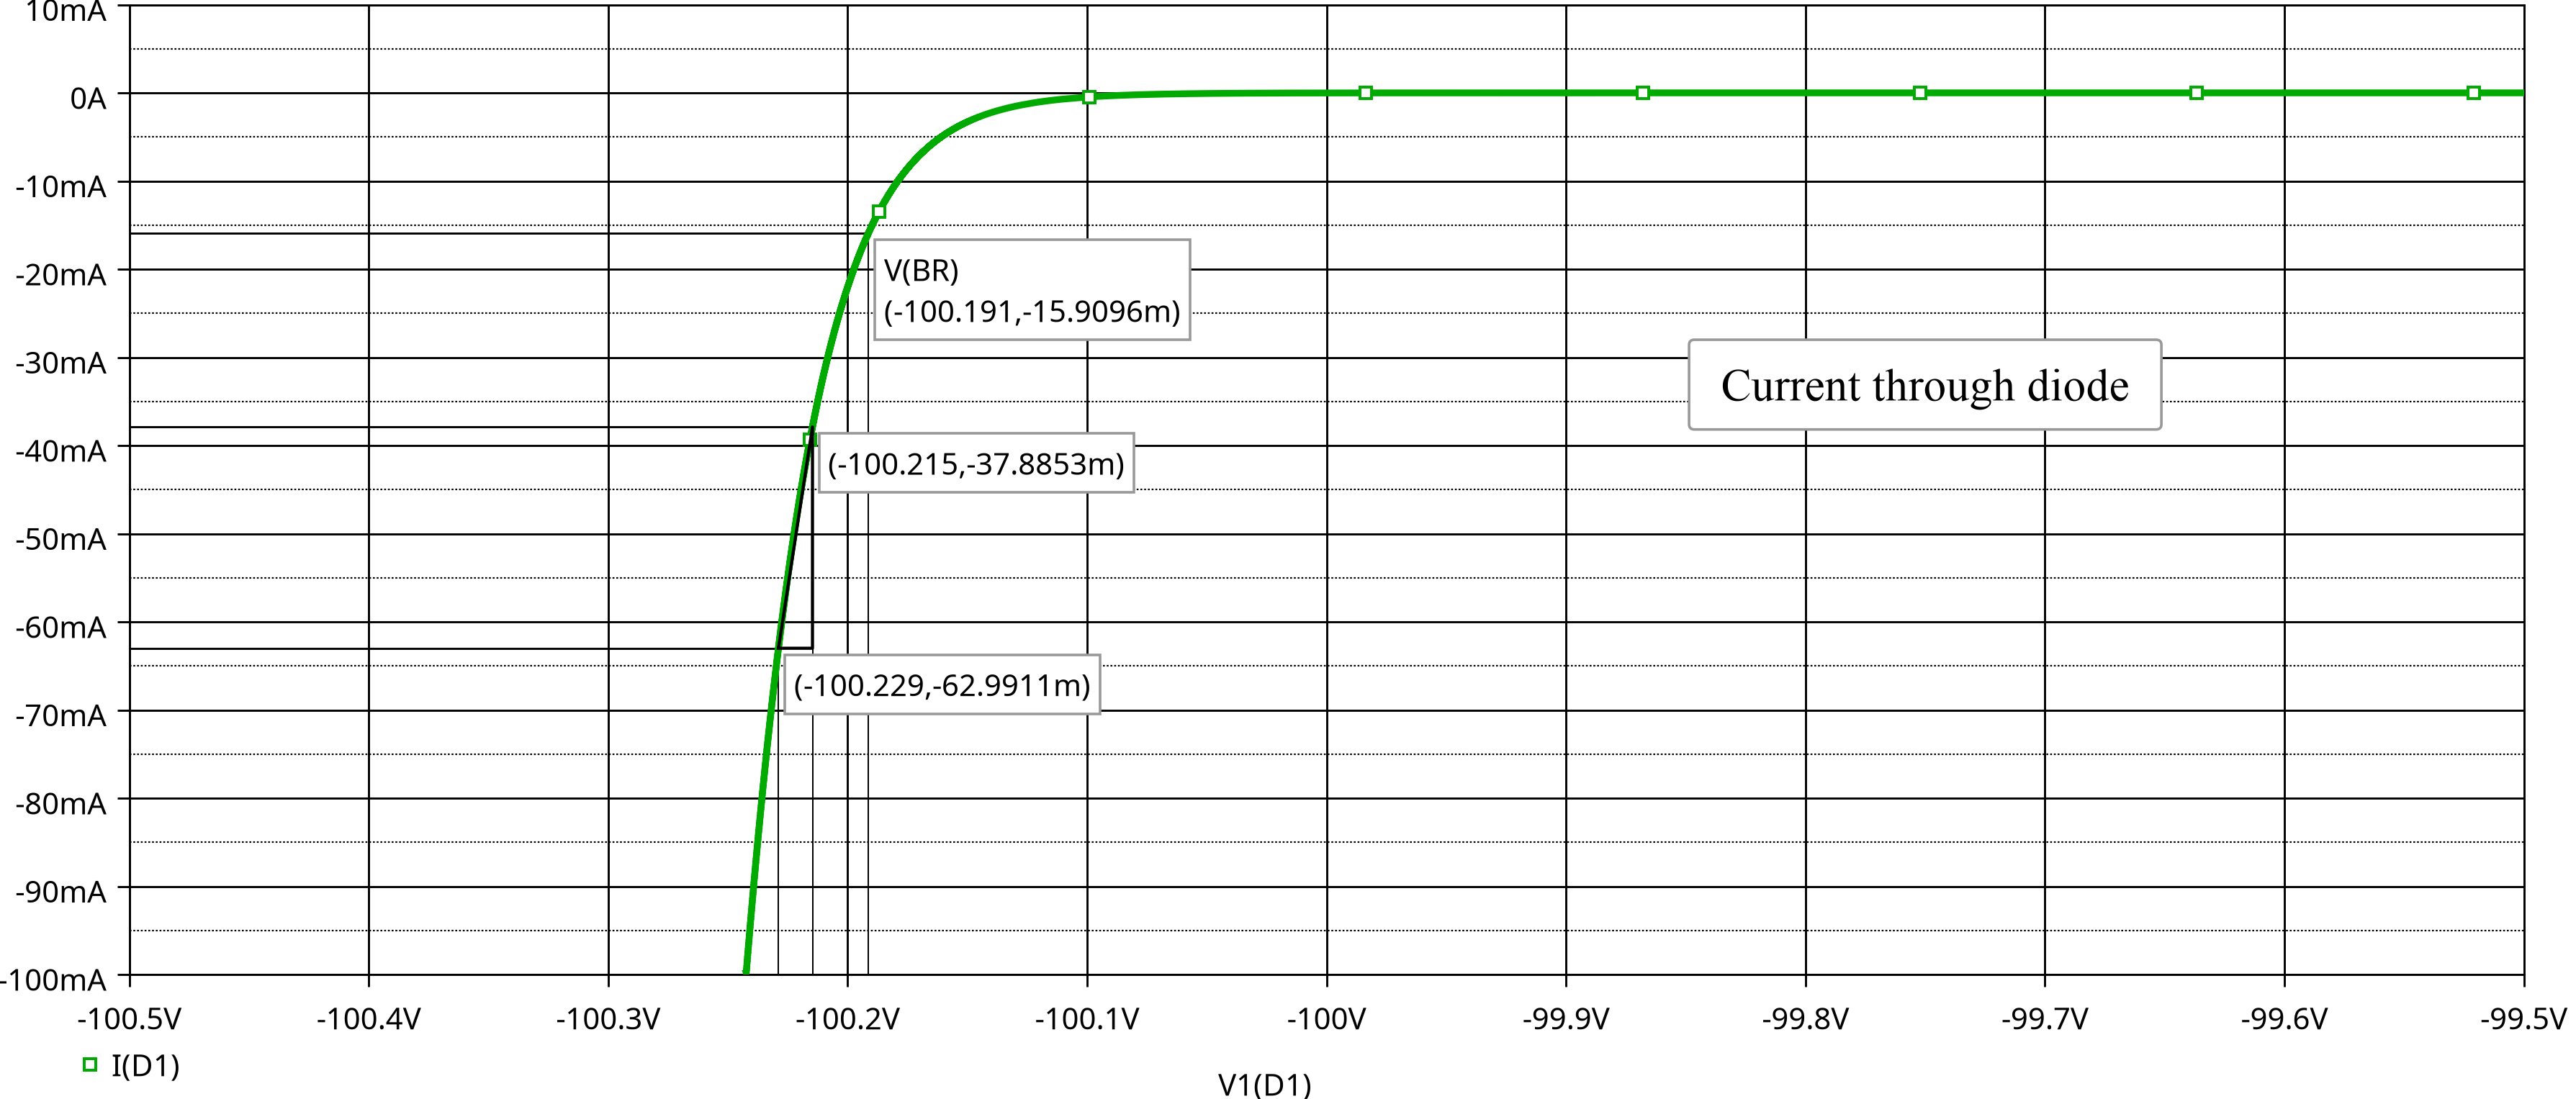 10mA
0A
-10mA
-20mA
-30mA
-40mA
-50mA
-60mA
-70mA
-80mA
-90mA
-100mA
V(BR)
(-100.191,-15.9096m)
Current through diode
(-100.215,-37.8853m)
(-100.229,-62.9911m)
-100.5V -100.4V -100.3V -100.2V -100.1V -100V -99.9V -99.8V -99.7V -99.6V -99.5V
I(D1)
V1(D1)